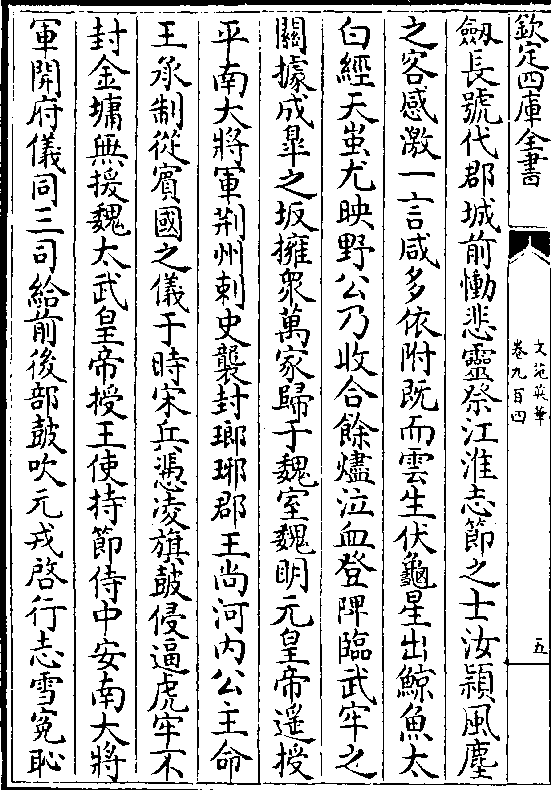 欽定四庫全書
文苑英華
卷九百四
五
劔長號代郡城前慟悲靈祭江淮志節之士汝潁風塵
之客感激一言咸多依附既而雲生伏龜星出鯨魚太
白經天蚩尤映野公乃收合餘燼泣血登陴臨武牢之
關據成臯之坂擁衆萬家歸于魏室魏明元皇帝遙授
平南大將軍荆州刺史襲封瑯琊郡王尚河内公主命
王承制從賓國之儀于時宋兵憑凌旗鼓侵逼虎牢不
封金墉無援魏太武皇帝授王使持節侍中安南大將
軍開府儀同三司給前後部鼓吹元戎啓行志雪寃恥